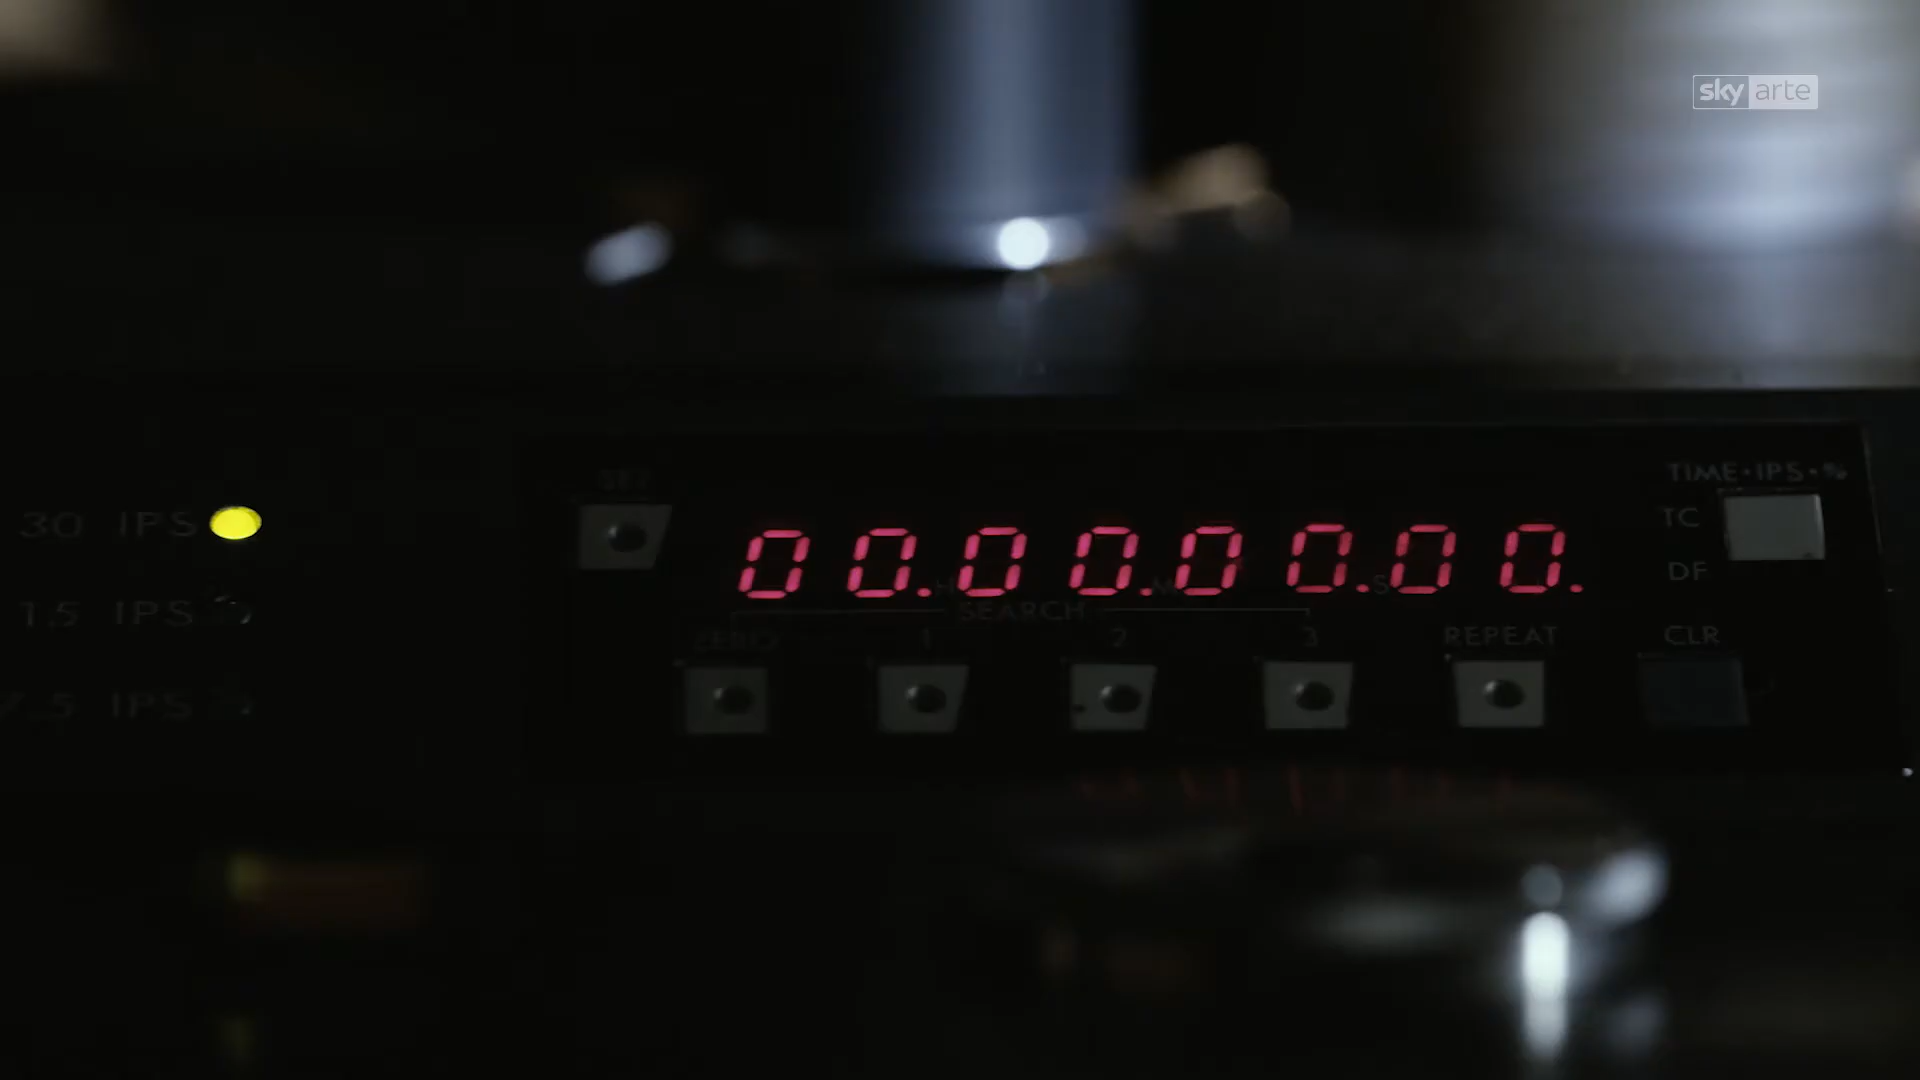 sky arte
TIME·IPS·%
SET
30 IPS
00.00.00.00.
TC
DF
H M S
15 IPS
SEARCH
ZERO 1 2 3 REPEAT CLR
7.5 IPS